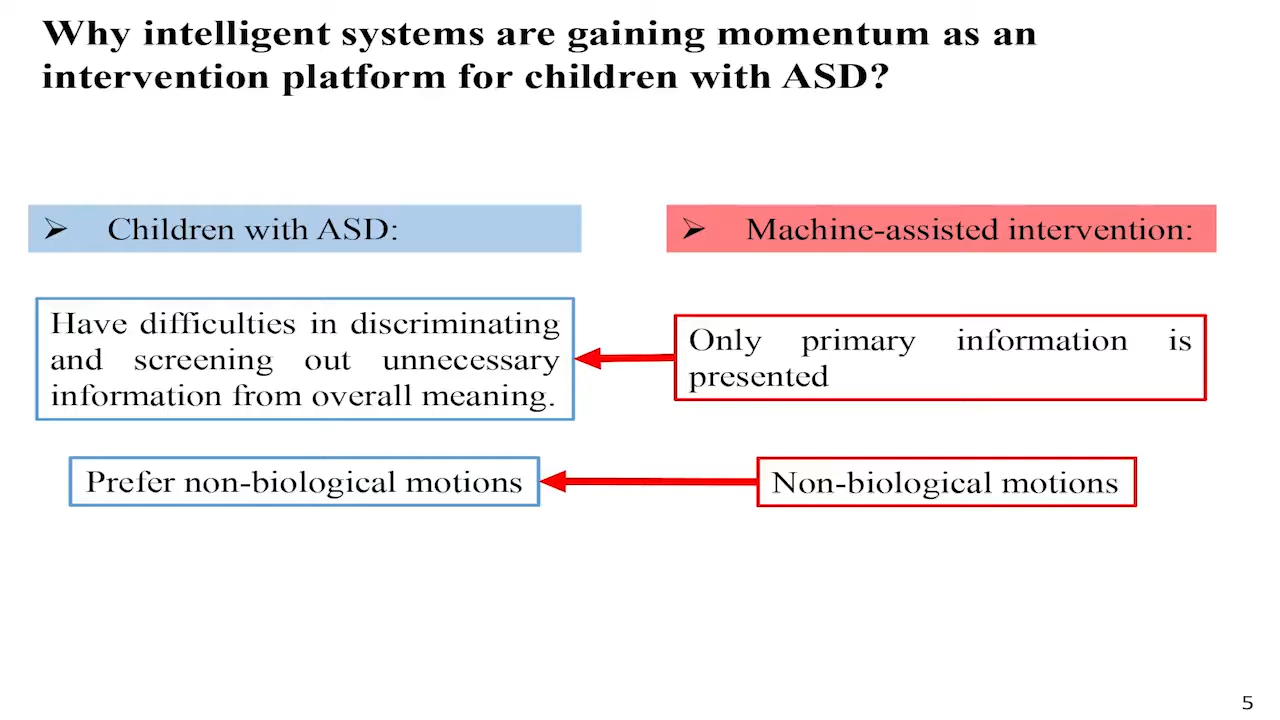 Why intelligent systems are gaining momentum as an
intervention platform for children with ASD?
➢ Children with ASD:
➢ Machine-assisted intervention:
Have difficulties in discriminating
and screening out unnecessary
information from overall meaning.
Only primary information is
presented
Prefer non-biological motions
Non-biological motions
5